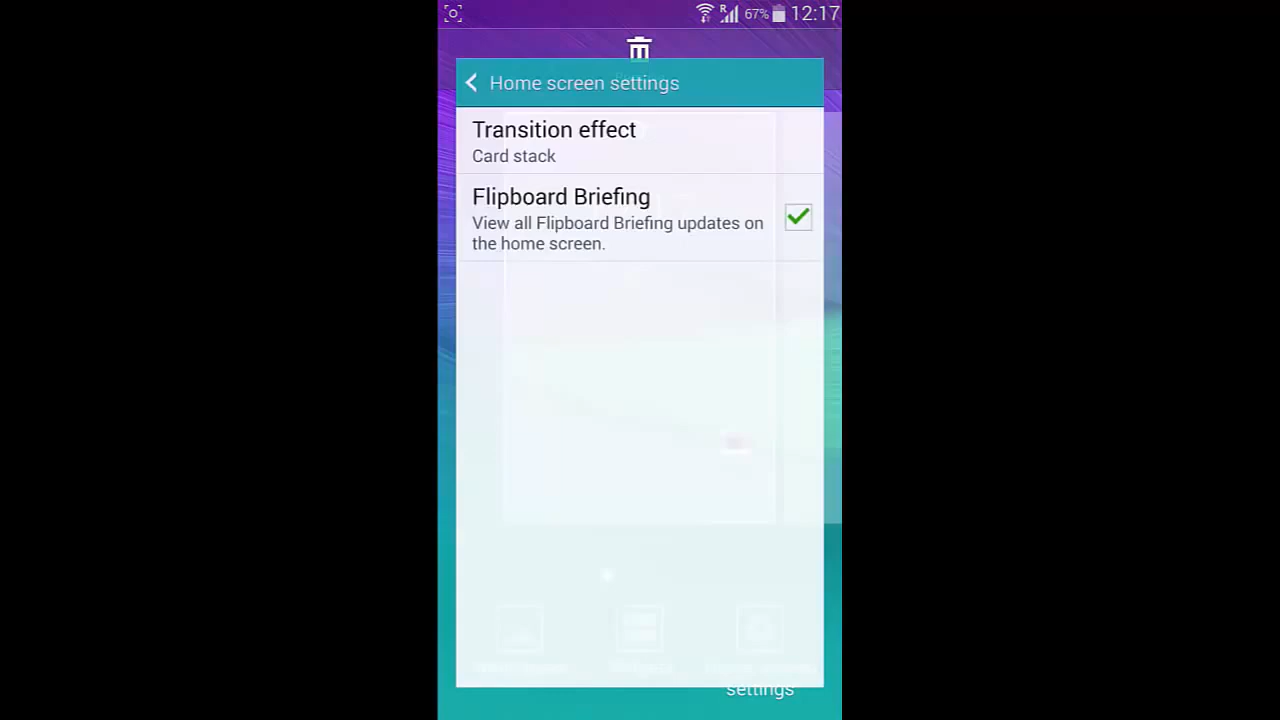 R 67% 12:17
Home screen settings
Transition effect
Card stack
Flipboard Briefing
View all Flipboard Briefing updates on
the home screen.
settings